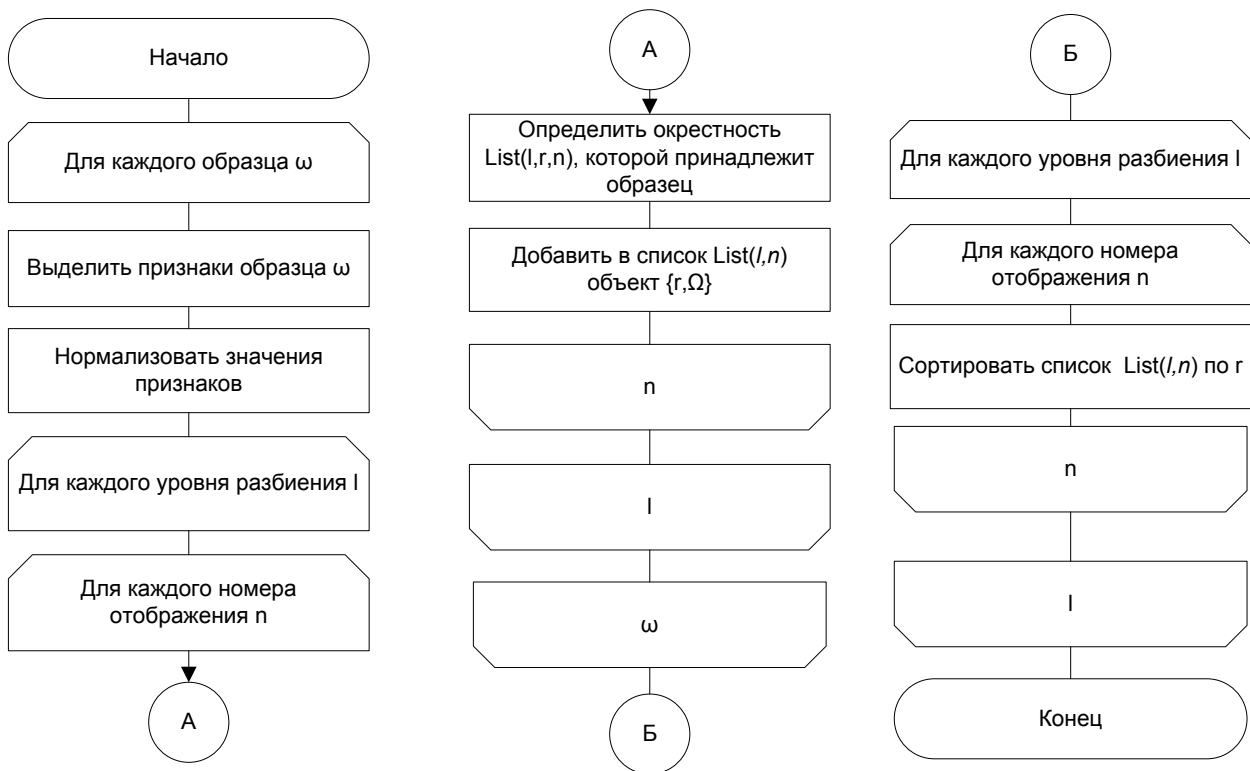 Начало
Для каждого образца ω
Выделить признаки образца ω
Нормализовать значения
признаков
Для каждого уровня разбиения l
Для каждого номера
отображения n
А
А
Определить окрестность
List(l,r,n), которой принадлежит
образец
Добавить в список List(l,n)
объект {r,Ω}
n
l
ω
Б
Б
Для каждого уровня разбиения l
Для каждого номера
отображения n
Сортировать список List(l,n) по r
n
l
Конец